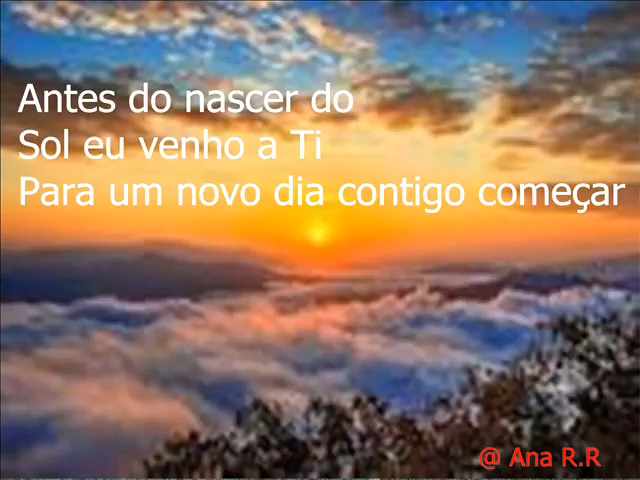 Antes do nascer do
Sol eu venho a Ti
Para um novo dia contigo começar
@ Ana R.R